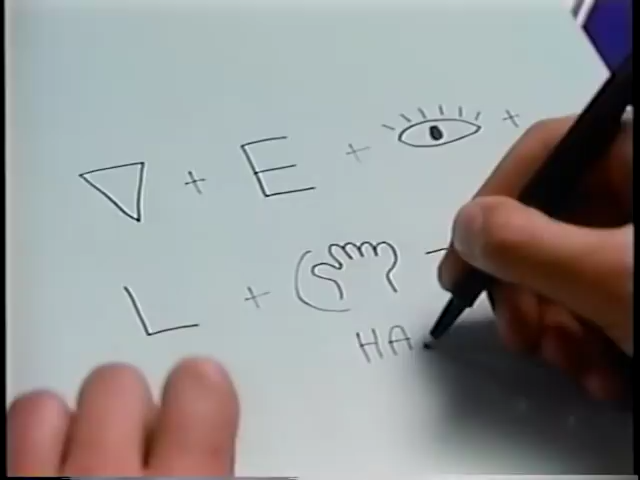 ▽ + E + 👁 +
L + –
HA